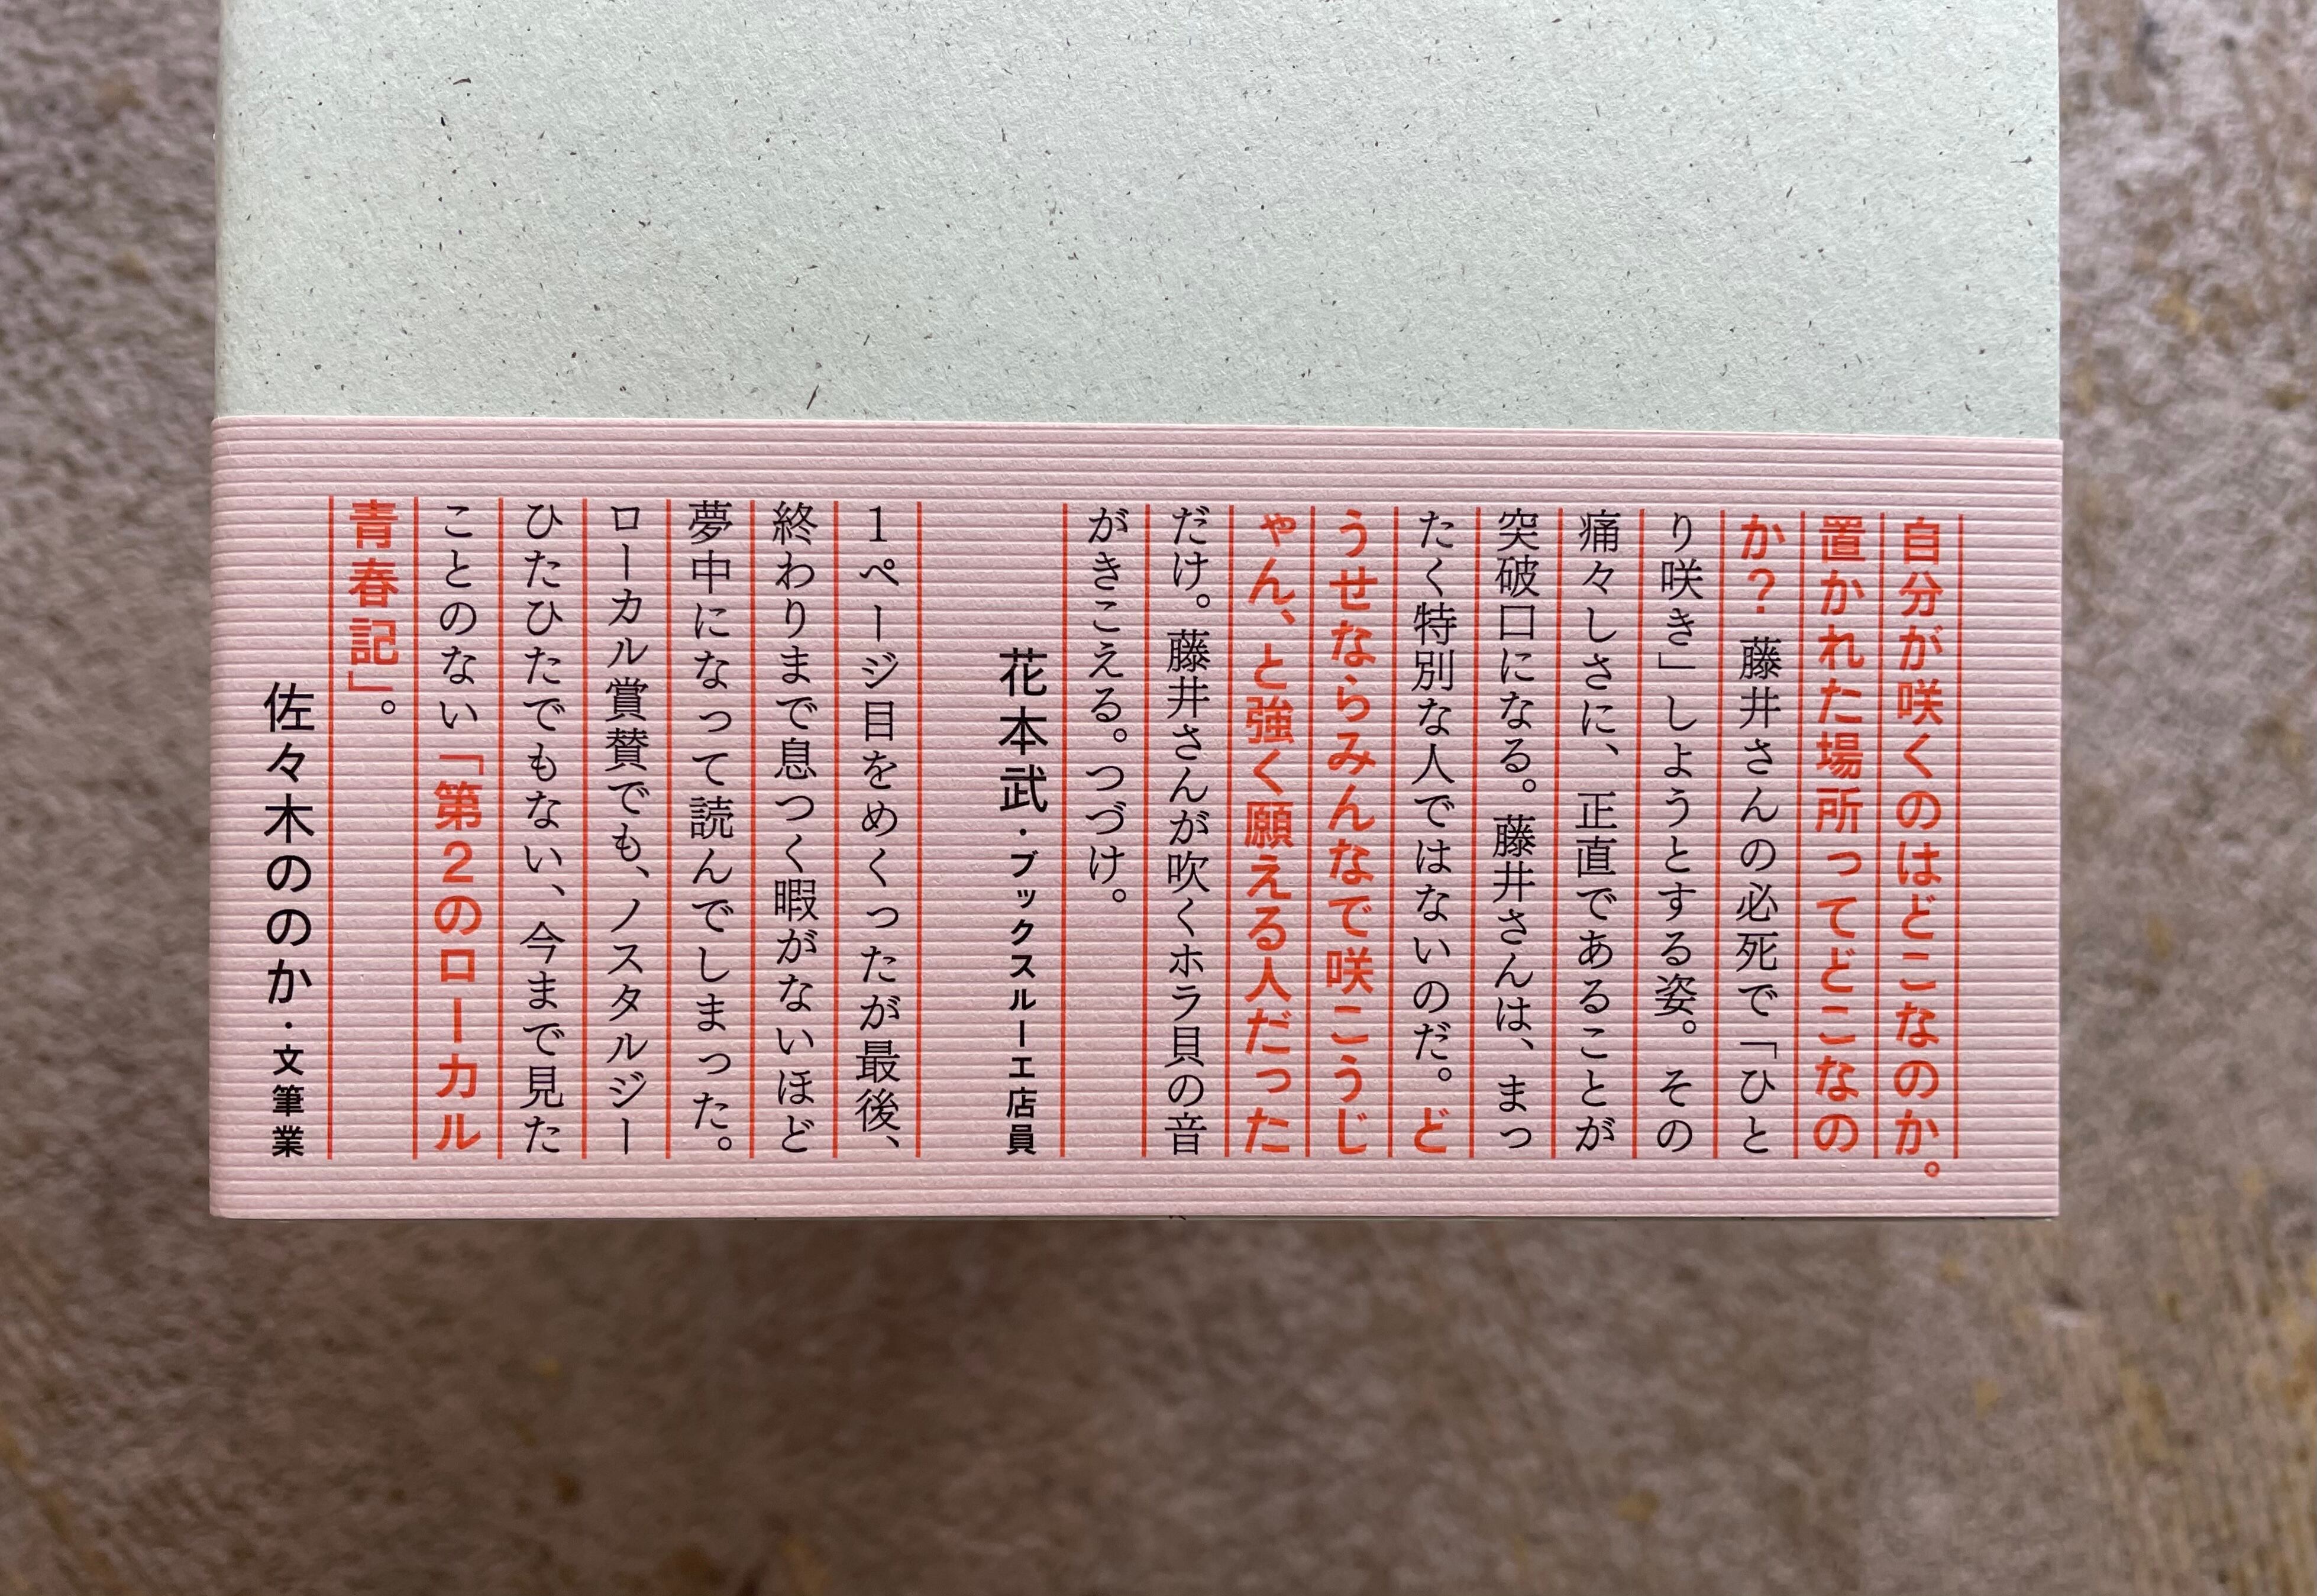 自分が咲くのはどこなのか。
置かれた場所ってどこなの
か？ 藤井さんの必死で「ひと
り咲き」しようとする姿。その
痛々しさに、正直であることが
突破口になる。藤井さんは、まっ
たく特別な人ではないのだ。ど
うせならみんなで咲こうじ
ゃん、と強く願える人だった
だけ。藤井さんが吹くホラ貝の音
がきこえる。つづけ。
花本武・ブックスルーエ店員
1ページ目をめくったが最後、
終わりまで息つく暇がないほど
夢中になって読んでしまった。
ローカル賞賛でも、ノスタルジー
ひたひたでもない、今まで見た
ことのない「第2のローカル
青春記」。
佐々木ののか・文筆業